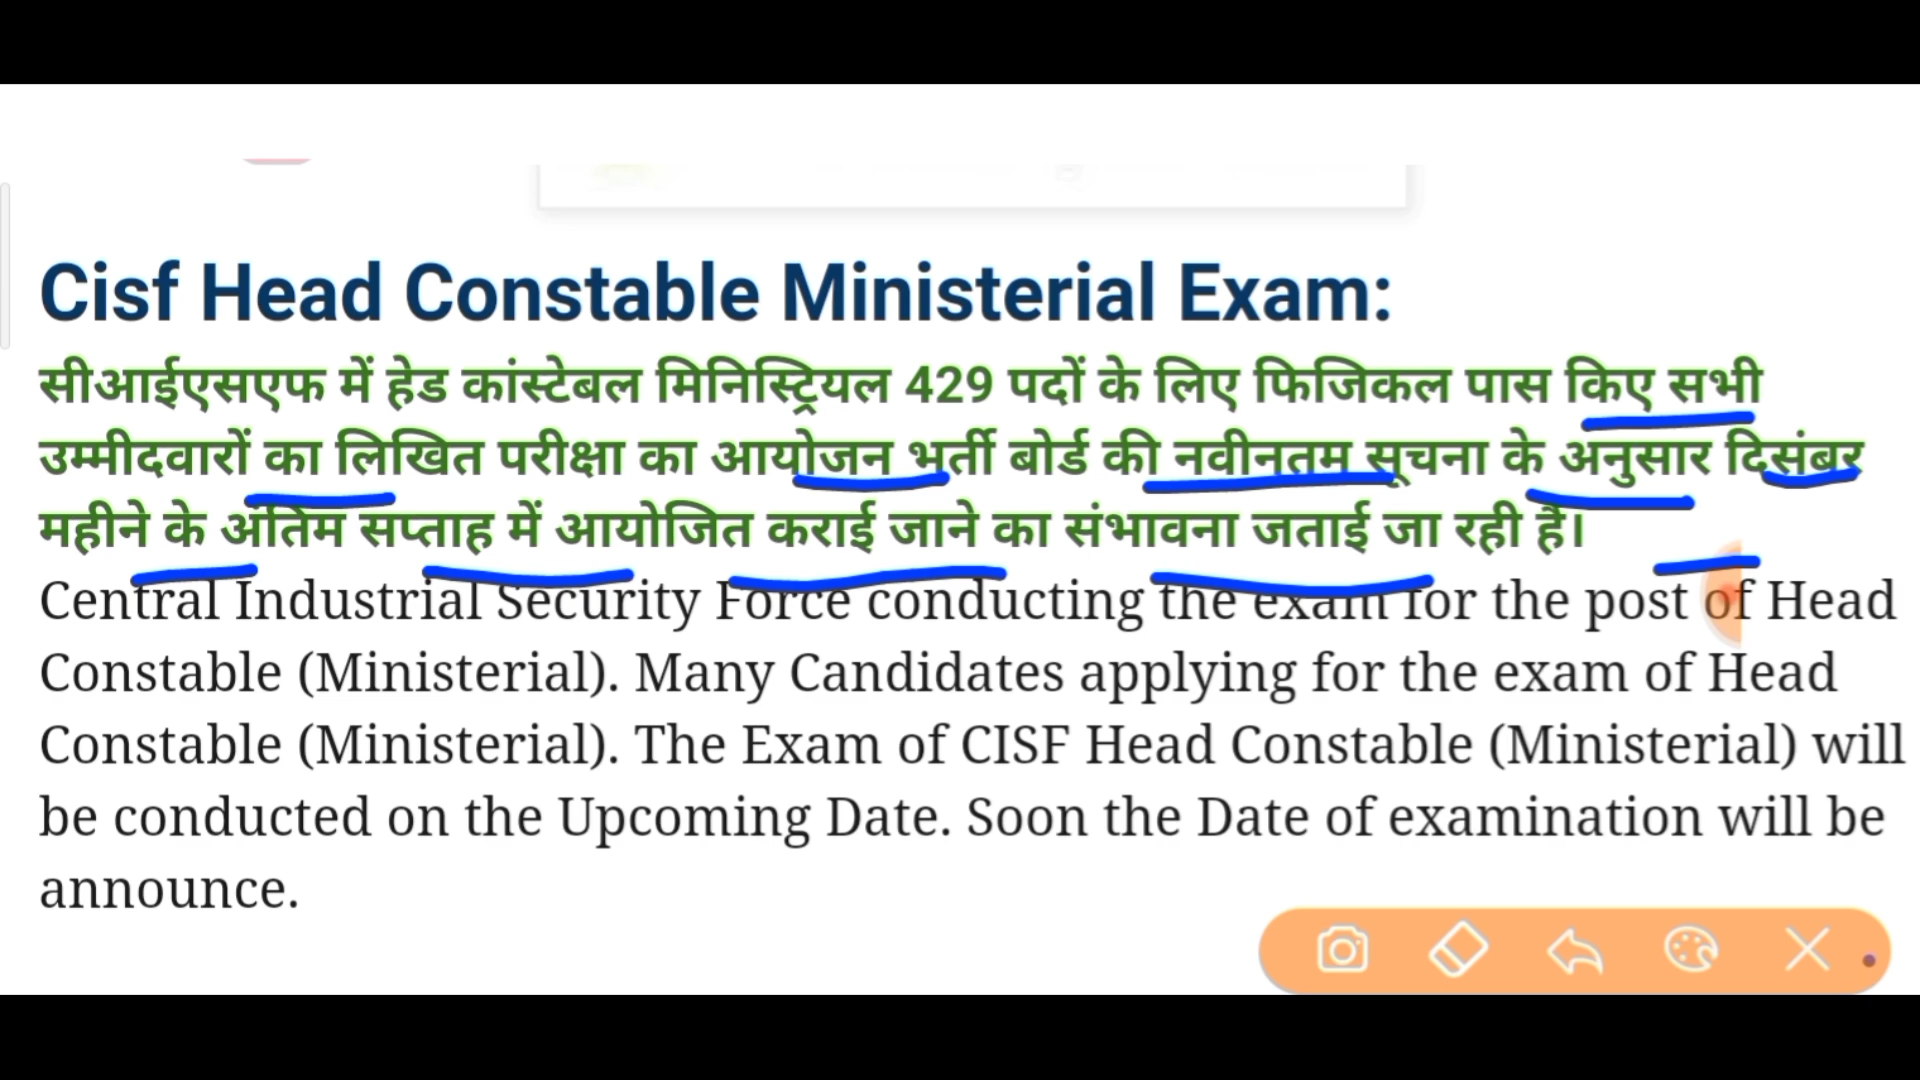 Cisf Head Constable Ministerial Exam:
सीआईएसएफ में हेड कांस्टेबल मिनिस्ट्रियल 429 पदों के लिए फिजिकल पास किए सभी
उम्मीदवारों का लिखित परीक्षा का आयोजन भर्ती बोर्ड की नवीनतम सूचना के अनुसार दिसंबर
महीने के अंतिम सप्ताह में आयोजित कराई जाने का संभावना जताई जा रही है।
Central Industrial Security Force conducting the exam for the post of Head
Constable (Ministerial). Many Candidates applying for the exam of Head
Constable (Ministerial). The Exam of CISF Head Constable (Ministerial) will
be conducted on the Upcoming Date. Soon the Date of examination will be
announce.